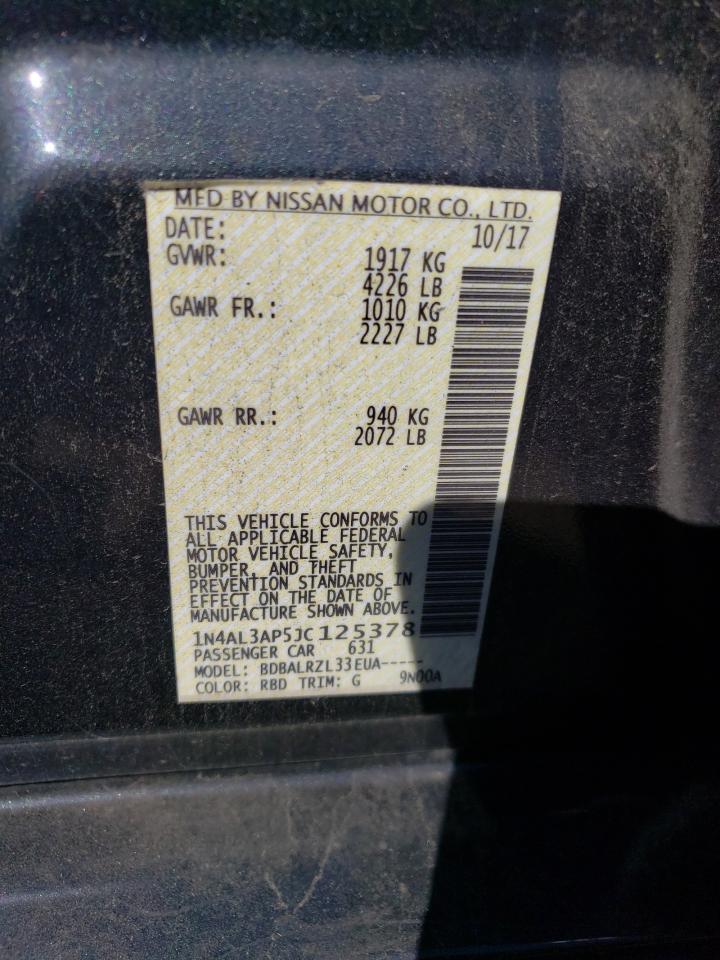 MFD BY NISSAN MOTOR CO., LTD.
DATE: 10/17
GVWR: 1917 KG
4226 LB
GAWR FR.: 1010 KG
2227 LB
GAWR RR.: 940 KG
2072 LB
THIS VEHICLE CONFORMS TO
ALL APPLICABLE FEDERAL
MOTOR VEHICLE SAFETY,
BUMPER, AND THEFT
PREVENTION STANDARDS IN
EFFECT ON THE DATE OF
MANUFACTURE SHOWN ABOVE.
1N4AL3AP5JC125378
PASSENGER CAR 631
MODEL: BDBALRZL33EUA-----
COLOR: RBD TRIM: G 9N00A